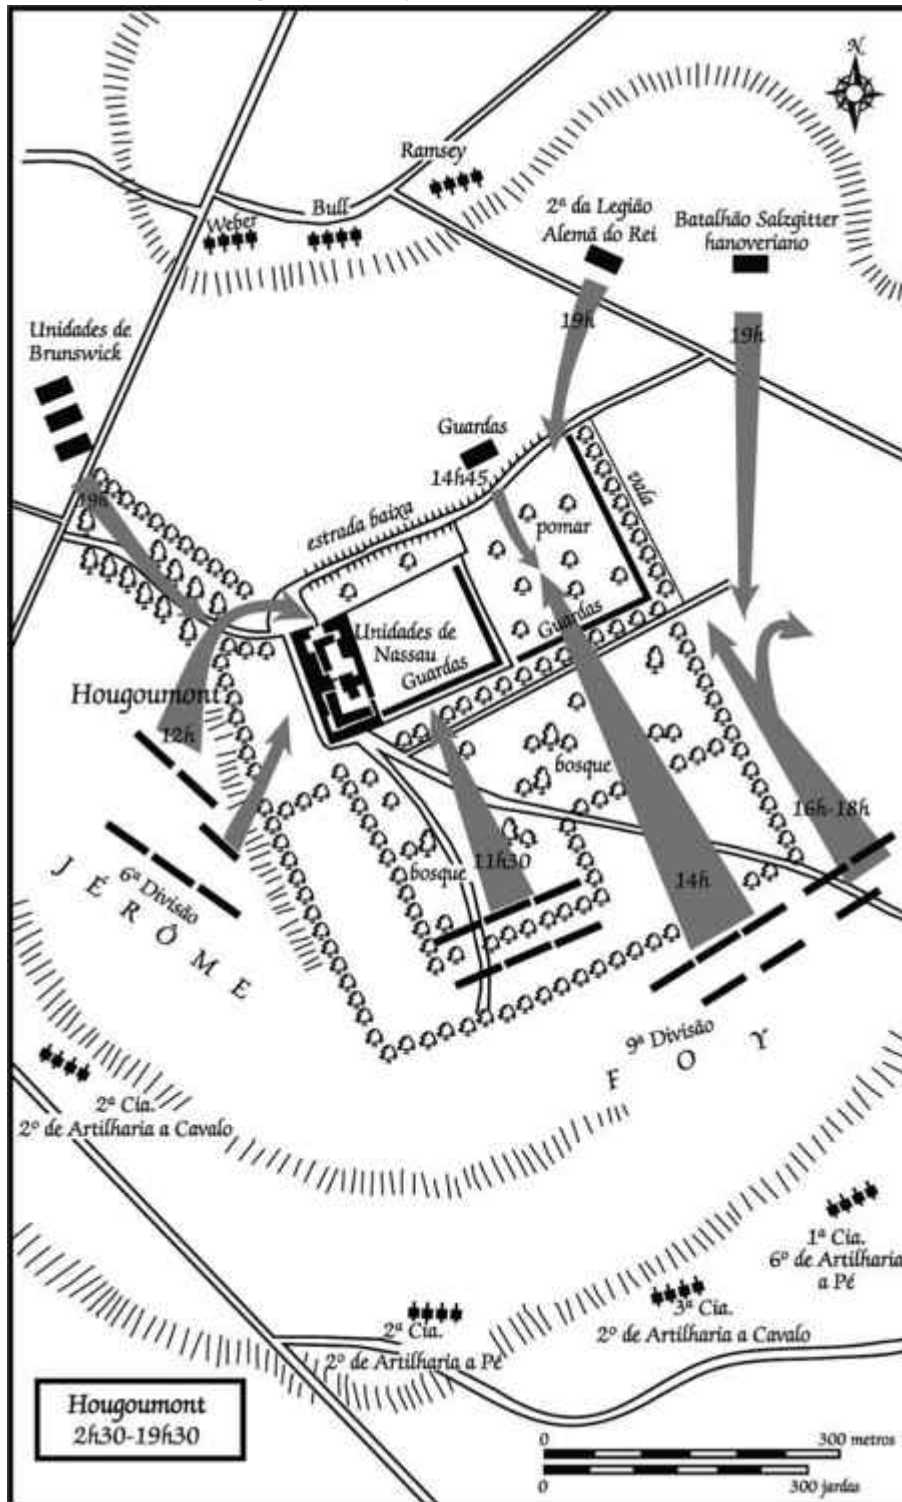 N
Ramsey
Bull
Weber
2ª da Legião
Alemã do Rei
Batalhão Salzgitter
hanoveriano
19h
19h
Unidades de
Brunswick
19h
Guardas
14h45
estrada baixa
pomar
vala
Guardas
Unidades de
Nassau
Guardas
Hougoumont
12h
bosque
bosque
11h30
14h
16h-18h
6ª Divisão
JÉRÔME
9ª Divisão
FOY
2ª Cia.
2º de Artilharia a Cavalo
1ª Cia.
6º de Artilharia
a Pé
3ª Cia.
2º de Artilharia a Cavalo
2ª Cia.
2º de Artilharia a Pé
Hougoumont
2h30-19h30
0 300 metros
0 300 jardas